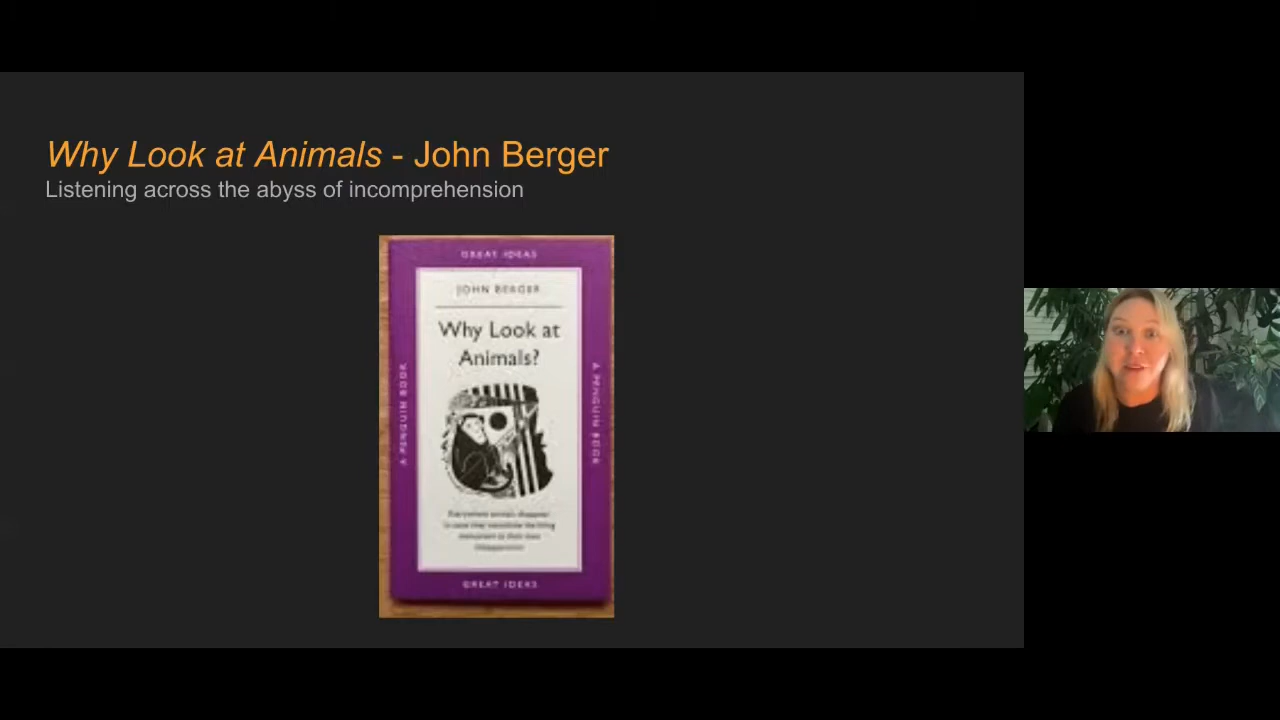 Why Look at Animals - John Berger
Listening across the abyss of incomprehension
GREAT IDEAS
JOHN BERGER
Why Look at
Animals?
A PENGUIN BOOK
A PENGUIN BOOK
GREAT IDEAS